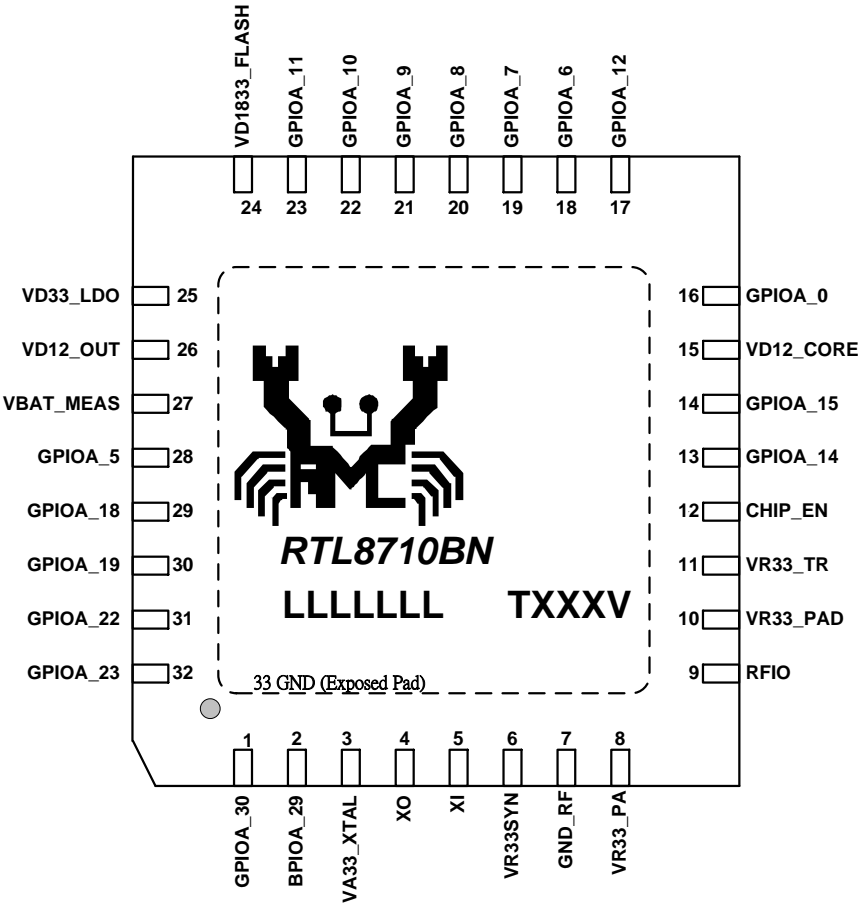 VD1833_FLASH
GPIOA_11
GPIOA_10
GPIOA_9
GPIOA_8
GPIOA_7
GPIOA_6
GPIOA_12
24 23 22 21 20 19 18 17
VD33_LDO 25
VD12_OUT 26
VBAT_MEAS 27
GPIOA_5 28
GPIOA_18 29
GPIOA_19 30
GPIOA_22 31
GPIOA_23 32
16 GPIOA_0
15 VD12_CORE
14 GPIOA_15
13 GPIOA_14
12 CHIP_EN
11 VR33_TR
10 VR33_PAD
9 RFIO
RTL8710BN
LLLLLLL TXXXV
33 GND (Exposed Pad)
1 2 3 4 5 6 7 8
GPIOA_30
BPIOA_29
VA33_XTAL
XO
XI
VR33SYN
GND_RF
VR33_PA